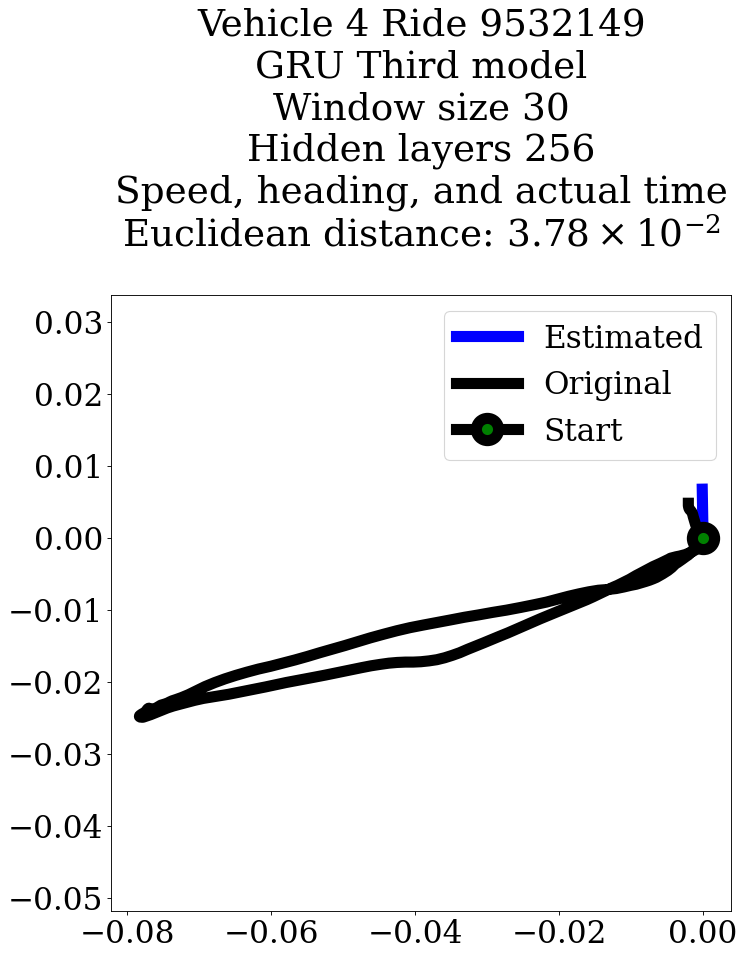 Vehicle 4 Ride 9532149
GRU Third model
Window size 30
Hidden layers 256
Speed, heading, and actual time
Euclidean distance: 3.78 × 10⁻²
Estimated
Original
Start
0.03
0.02
0.01
0.00
−0.01
−0.02
−0.03
−0.04
−0.05
−0.08 −0.06 −0.04 −0.02 0.00